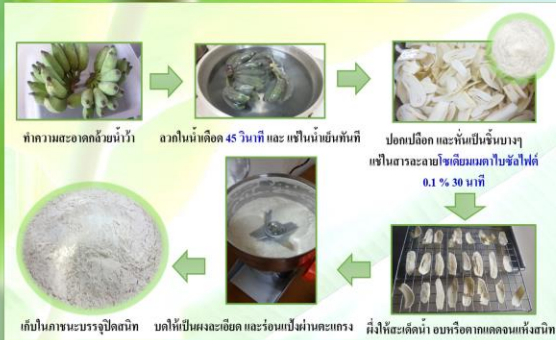 ทำความสะอาดกล้วยน้ำว้า
ลวกในน้ำเดือด 45 วินาที และ แช่ในน้ำเย็นทันที
ปอกเปลือก และหั่นเป็นชิ้นบางๆ
แช่ในสารละลายโซเดียมเมตาไบซัลไฟต์
0.1 % 30 นาที
ผึ่งให้สะเด็ดน้ำ อบหรือตากแดดจนแห้งสนิท
บดให้เป็นผงละเอียด และร่อนแป้งผ่านตะแกรง
เก็บในภาชนะบรรจุปิดสนิท